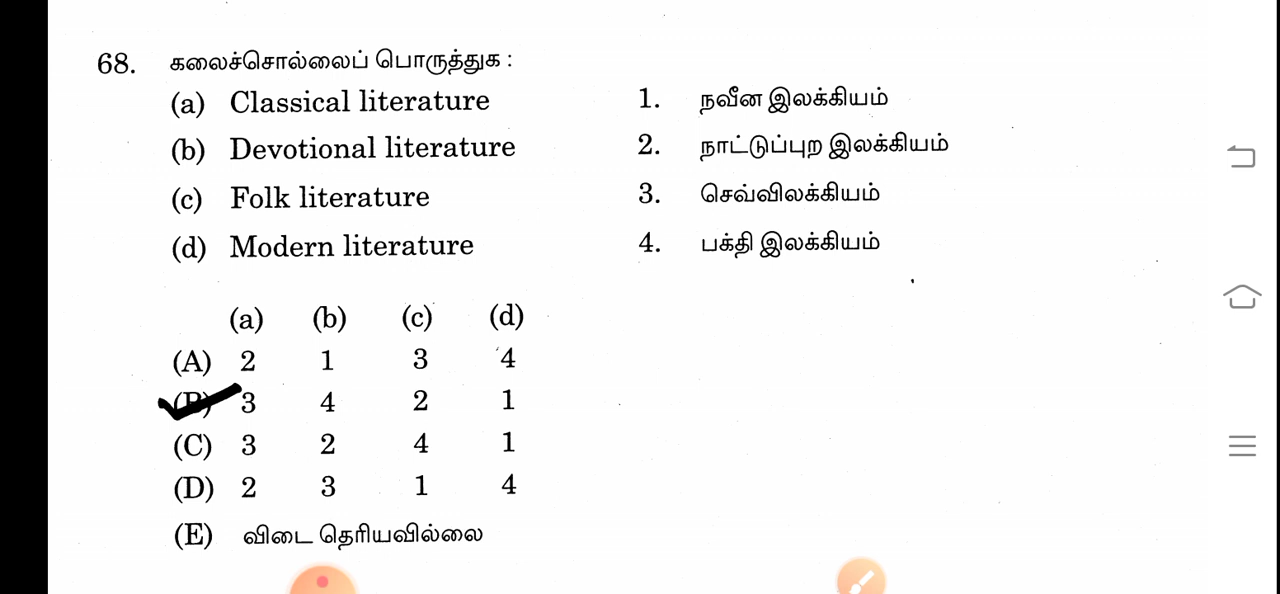 68. கலைச்சொல்லைப் பொருத்துக :
(a) Classical literature 1. நவீன இலக்கியம்
(b) Devotional literature 2. நாட்டுப்புற இலக்கியம்
(c) Folk literature 3. செவ்விலக்கியம்
(d) Modern literature 4. பக்தி இலக்கியம்
(a) (b) (c) (d)
(A) 2 1 3 4
(B) 3 4 2 1
(C) 3 2 4 1
(D) 2 3 1 4
(E) விடை தெரியவில்லை